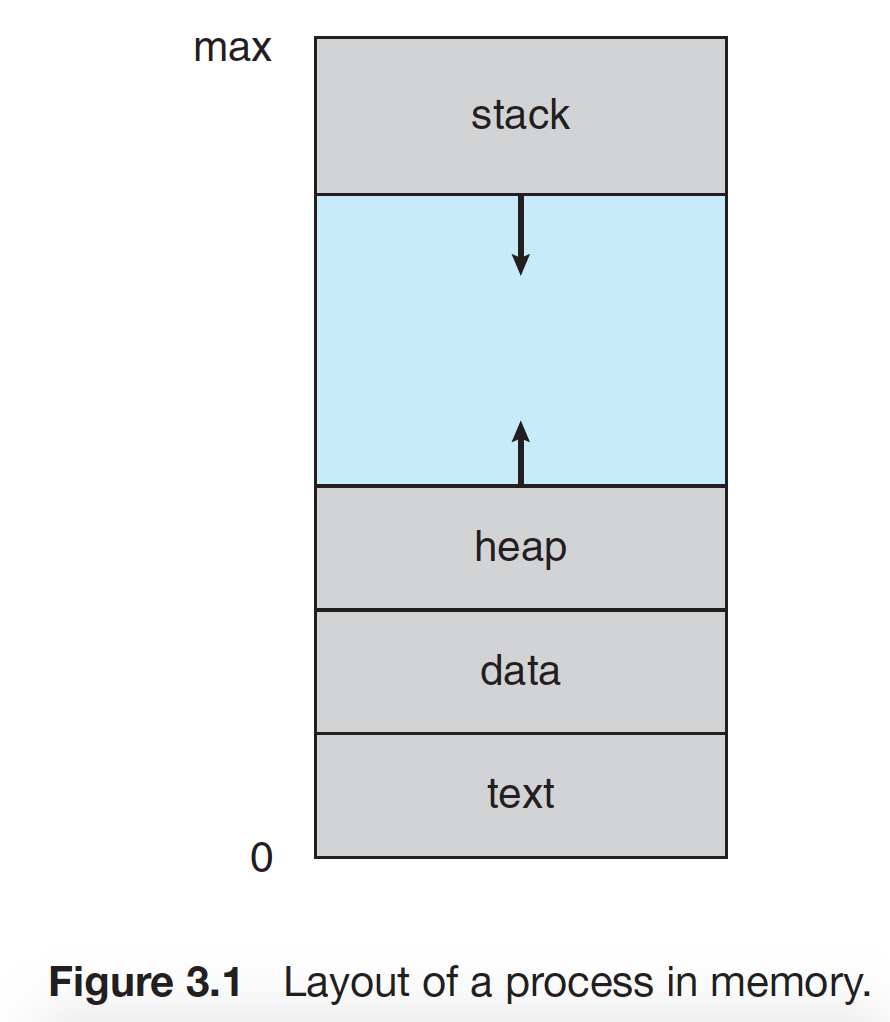 max
stack
heap
data
text
0
Figure 3.1 Layout of a process in memory.